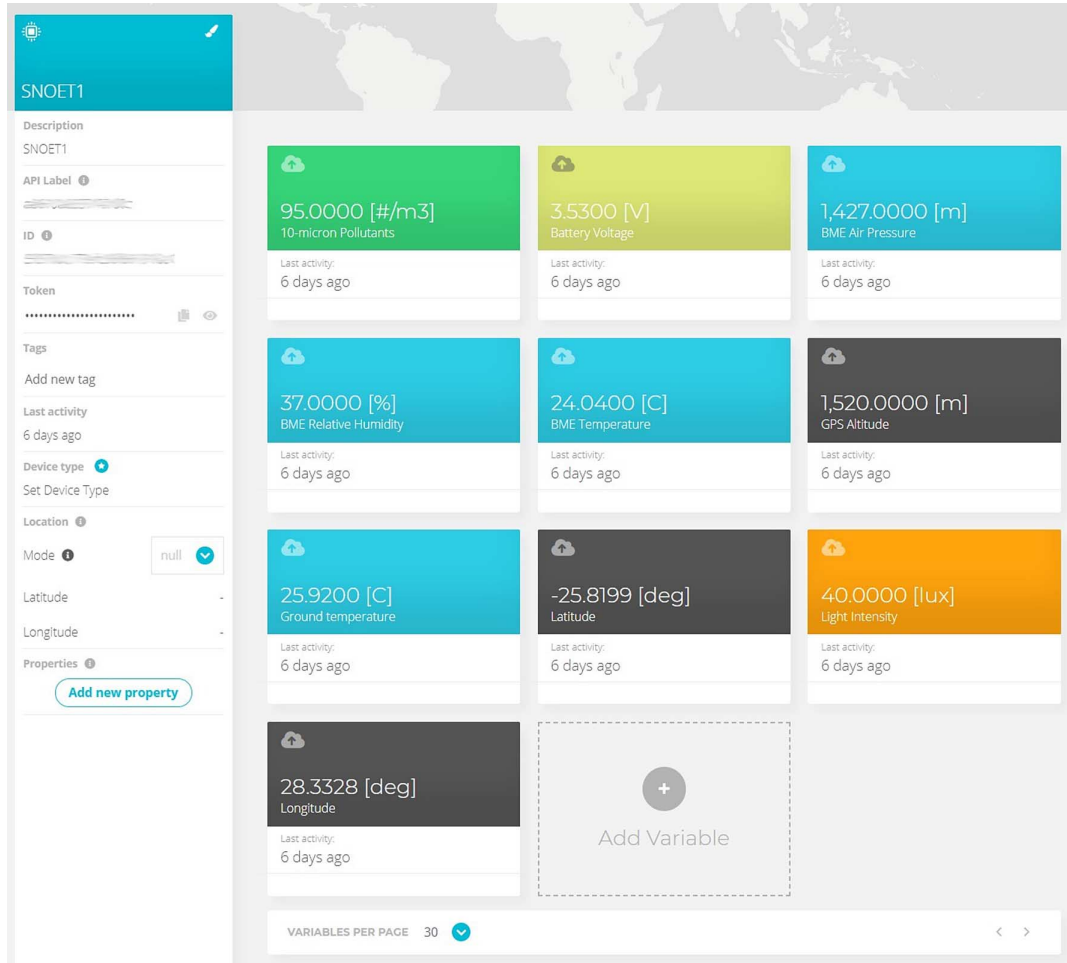 SNOET1
Description
SNOET1
API Label
ID
Token
Tags
Add new tag
Last activity
6 days ago
Device type
Set Device Type
Location
Mode
null
Latitude -
Longitude -
Properties
Add new property
95.0000 [#/m3]
10-micron Pollutants
Last activity:
6 days ago
3.5300 [V]
Battery Voltage
Last activity:
6 days ago
1,427.0000 [m]
BME Air Pressure
Last activity:
6 days ago
37.0000 [%]
BME Relative Humidity
Last activity:
6 days ago
24.0400 [C]
BME Temperature
Last activity:
6 days ago
1,520.0000 [m]
GPS Altitude
Last activity:
6 days ago
25.9200 [C]
Ground temperature
Last activity:
6 days ago
-25.8199 [deg]
Latitude
Last activity:
6 days ago
40.0000 [lux]
Light Intensity
Last activity:
6 days ago
28.3328 [deg]
Longitude
Last activity:
6 days ago
Add Variable
VARIABLES PER PAGE 30